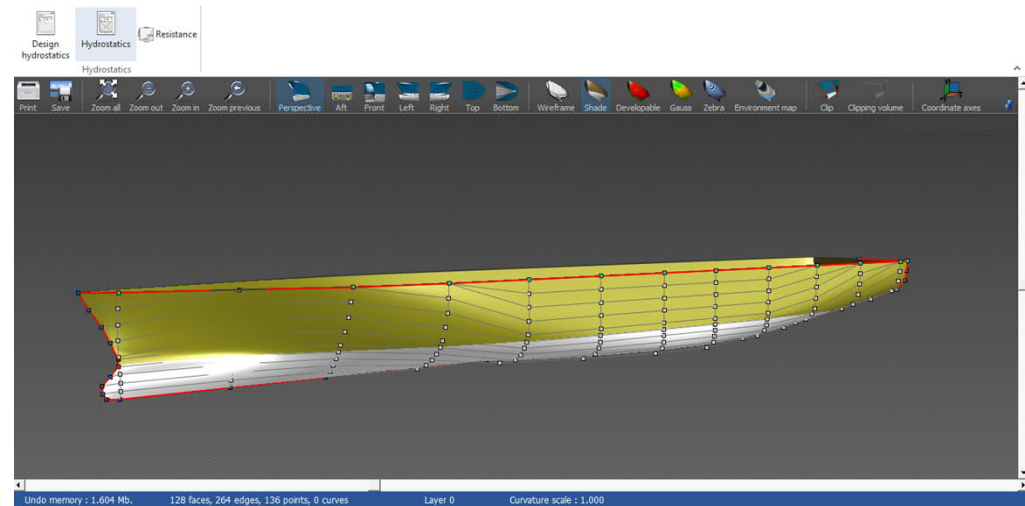 Design
hydrostatics
Hydrostatics
Resistance
Hydrostatics
Print Save Zoom all Zoom out Zoom in Zoom previous Perspective Aft Front Left Right Top Bottom Wireframe Shade Developable Gauss Zebra Environment map Clip Clipping volume Coordinate axes
Undo memory : 1.604 Mb. 128 faces, 264 edges, 136 points, 0 curves Layer 0 Curvature scale : 1.000